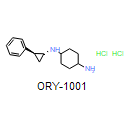 NH
HCl HCl
NH₂
ORY-1001